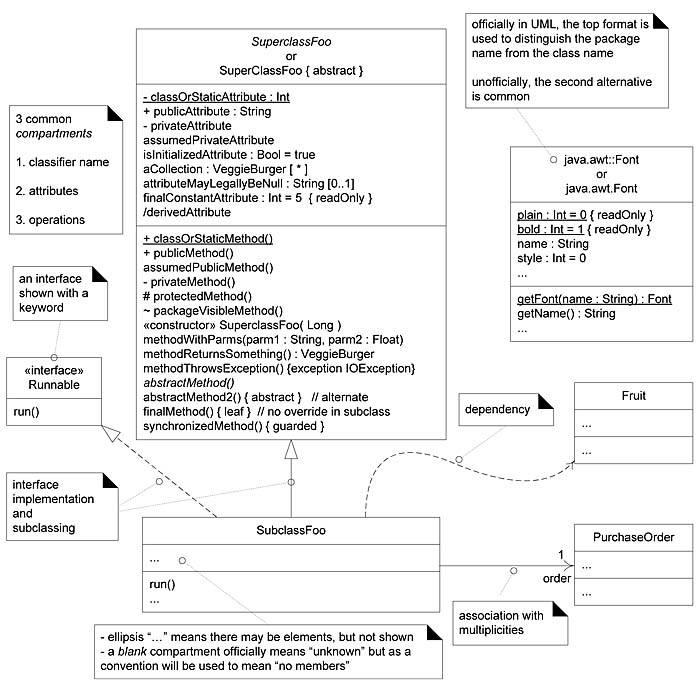 SuperclassFoo
or
SuperClassFoo { abstract }
- classOrStaticAttribute : Int
+ publicAttribute : String
- privateAttribute
assumedPrivateAttribute
isInitializedAttribute : Bool = true
aCollection : VeggieBurger [ * ]
attributeMayLegallyBeNull : String [0..1]
finalConstantAttribute : Int = 5 { readOnly }
/derivedAttribute
+ classOrStaticMethod()
+ publicMethod()
assumedPublicMethod()
- privateMethod()
# protectedMethod()
~ packageVisibleMethod()
«constructor» SuperclassFoo( Long )
methodWithParms(parm1 : String, parm2 : Float)
methodReturnsSomething() : VeggieBurger
methodThrowsException() {exception IOException}
abstractMethod()
abstractMethod2() { abstract } // alternate
finalMethod() { leaf } // no override in subclass
synchronizedMethod() { guarded }
officially in UML, the top format is
used to distinguish the package
name from the class name
unofficially, the second alternative
is common
3 common
compartments
1. classifier name
2. attributes
3. operations
java.awt::Font
or
java.awt.Font
plain : Int = 0 { readOnly }
bold : Int = 1 { readOnly }
name : String
style : Int = 0
...
getFont(name : String) : Font
getName() : String
...
an interface
shown with a
keyword
«interface»
Runnable
run()
dependency
Fruit
...
...
interface
implementation
and
subclassing
SubclassFoo
...
run()
...
1
order
PurchaseOrder
...
...
association with
multiplicities
- ellipsis “…” means there may be elements, but not shown
- a blank compartment officially means “unknown” but as a
convention will be used to mean “no members”